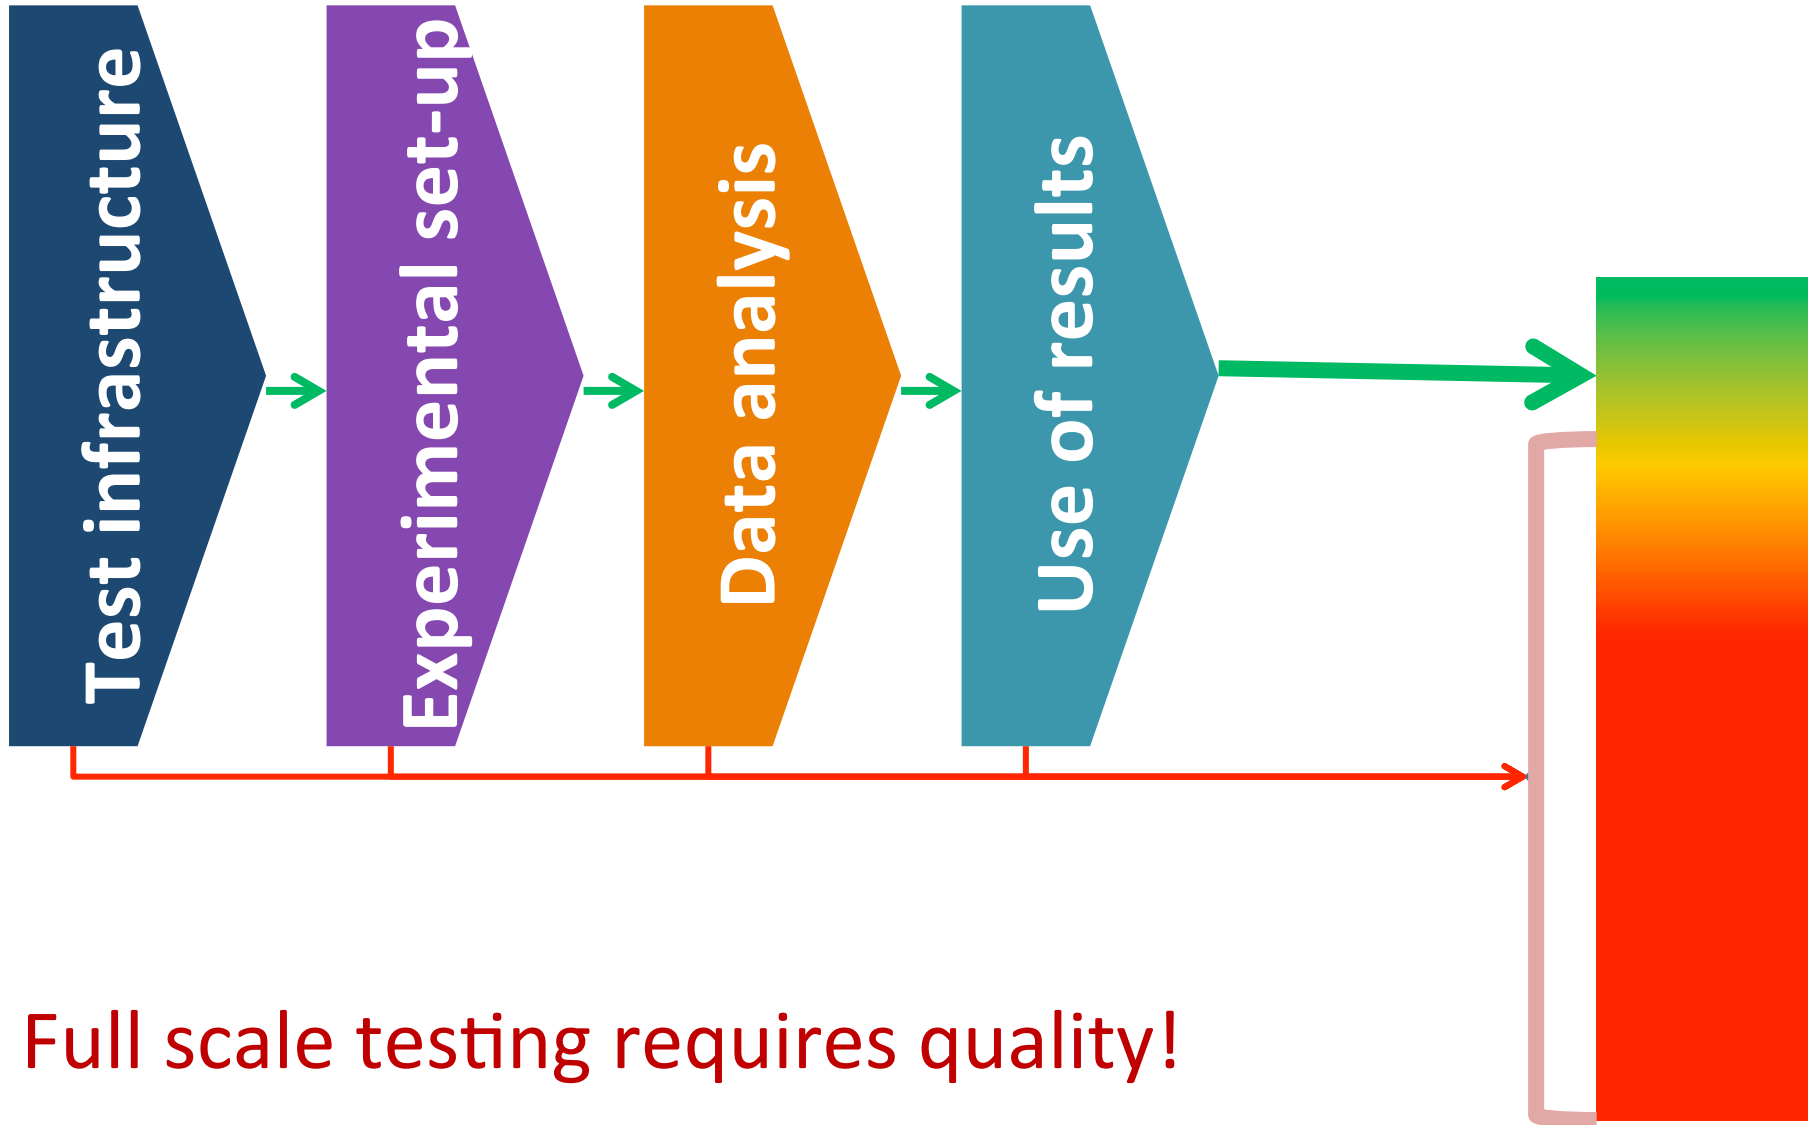 Test infrastructure
Experimental set-up
Data analysis
Use of results
Full scale testing requires quality!